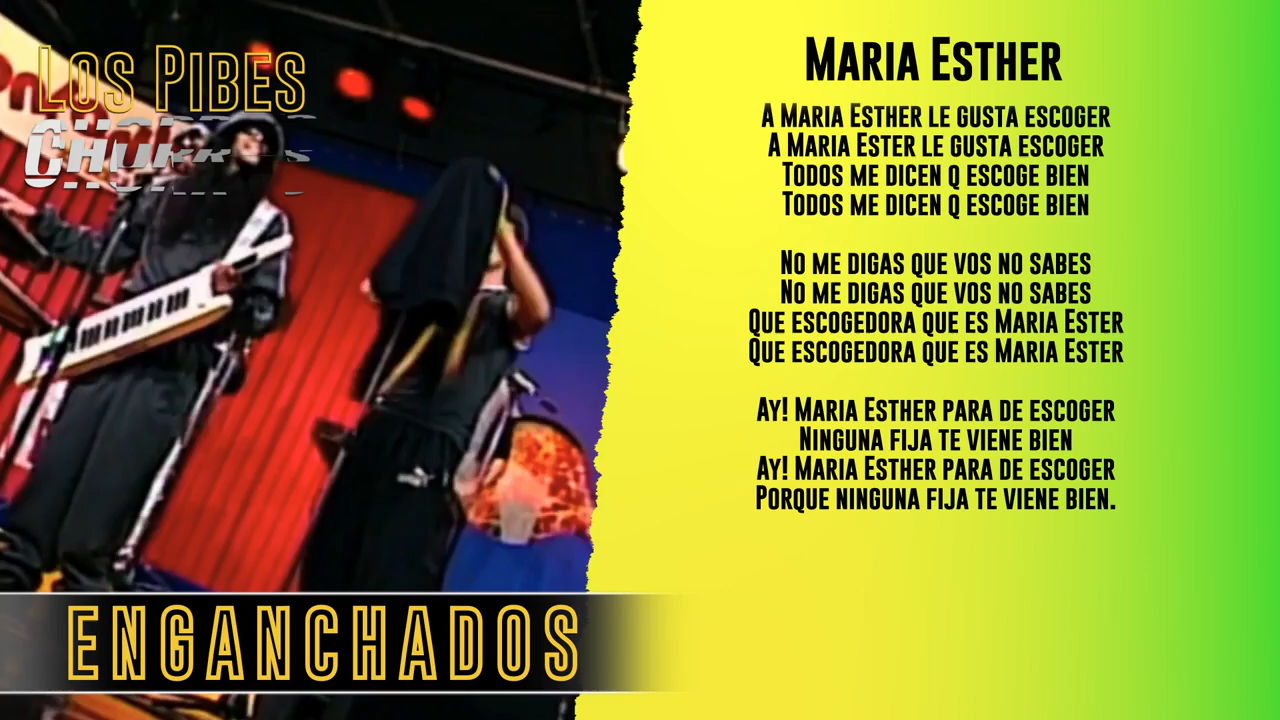 Los Pibes
Chorros
Maria Esther
A Maria Esther le gusta escoger
A Maria Ester le gusta escoger
Todos me dicen q escoge bien
Todos me dicen q escoge bien
No me digas que vos no sabes
No me digas que vos no sabes
Que escogedora que es Maria Ester
Que escogedora que es Maria Ester
Ay! Maria Esther para de escoger
Ninguna fija te viene bien
Ay! Maria Esther para de escoger
Porque ninguna fija te viene bien.
ENGANCHADOS